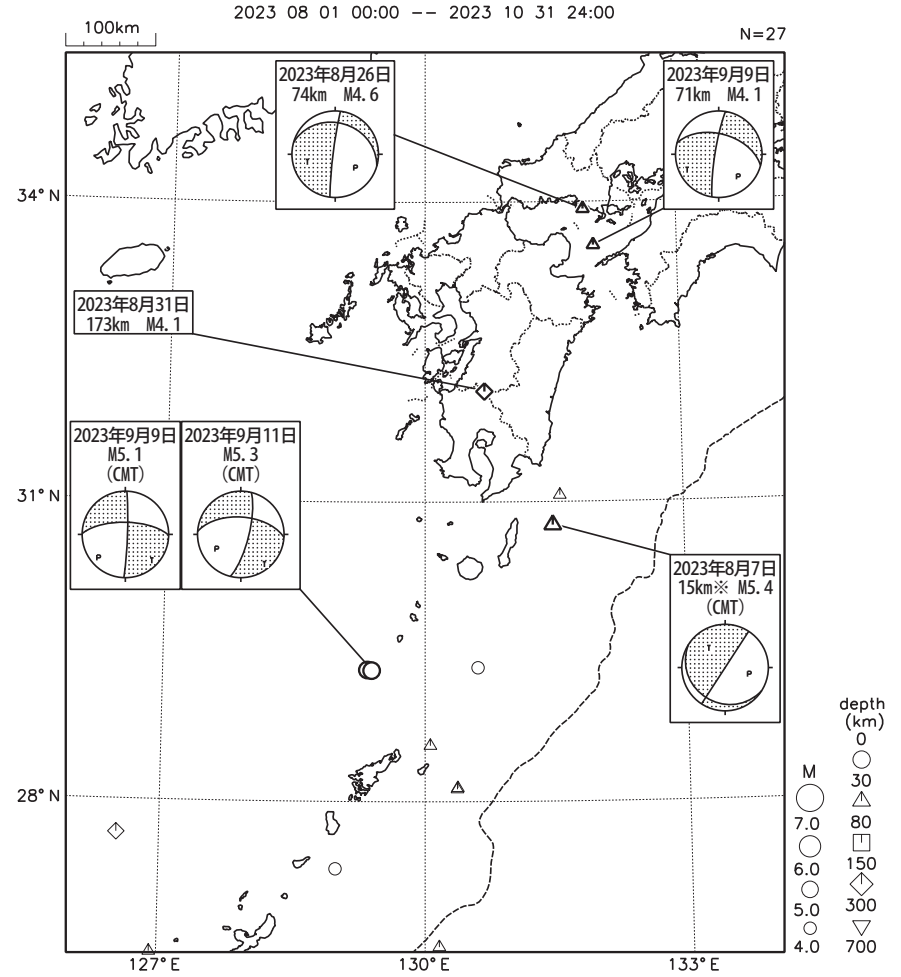 2023 08 01 00:00 -- 2023 10 31 24:00
100km
N=27
2023年8月26日
74km M4.6
T
P
2023年9月9日
71km M4.1
T
P
34°N
2023年8月31日
173km M4.1
2023年9月9日
M5.1
(CMT)
P
T
2023年9月11日
M5.3
(CMT)
P
T
31°N
2023年8月7日
15km※ M5.4
(CMT)
T
P
28°N
127°E
130°E
133°E
M
7.0
6.0
5.0
4.0
depth
(km)
0
30
80
150
300
700